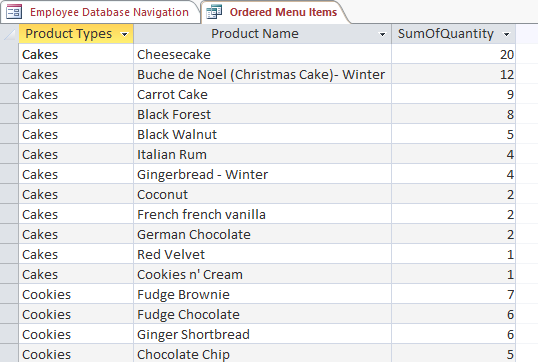 Employee Database Navigation Ordered Menu Items
Product Types Product Name SumOfQuantity
Cakes Cheesecake 20
Cakes Buche de Noel (Christmas Cake)- Winter 12
Cakes Carrot Cake 9
Cakes Black Forest 8
Cakes Black Walnut 5
Cakes Italian Rum 4
Cakes Gingerbread - Winter 4
Cakes Coconut 2
Cakes French french vanilla 2
Cakes German Chocolate 2
Cakes Red Velvet 1
Cakes Cookies n' Cream 1
Cookies Fudge Brownie 7
Cookies Fudge Chocolate 6
Cookies Ginger Shortbread 6
Cookies Chocolate Chip 5